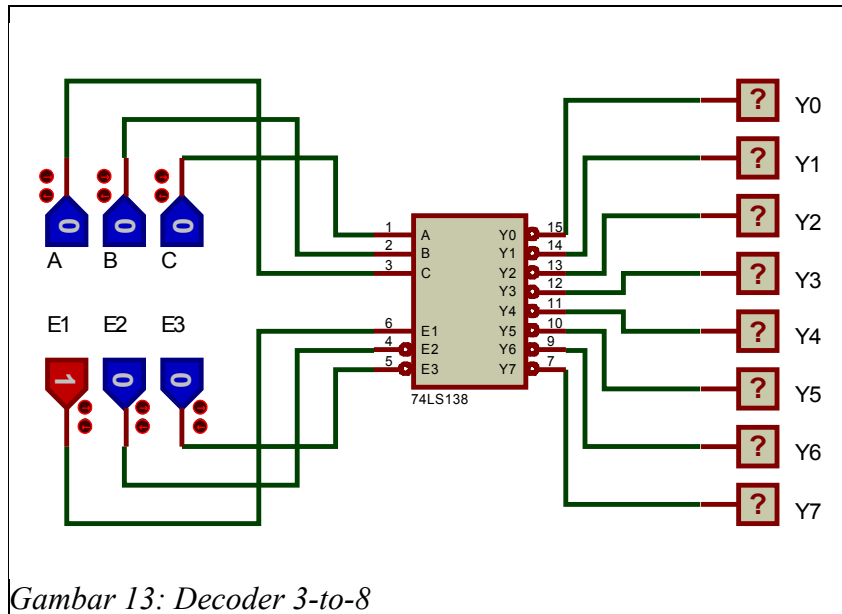 ? Y0
? Y1
? Y2
? Y3
? Y4
? Y5
? Y6
? Y7
0 0 0
A B C
E1 E2 E3
1 0 0
1 A Y0 15
2 B Y1 14
3 C Y2 13
Y3 12
Y4 11
6 E1 Y5 10
4 E2 Y6 9
5 E3 Y7 7
74LS138
Gambar 13: Decoder 3-to-8